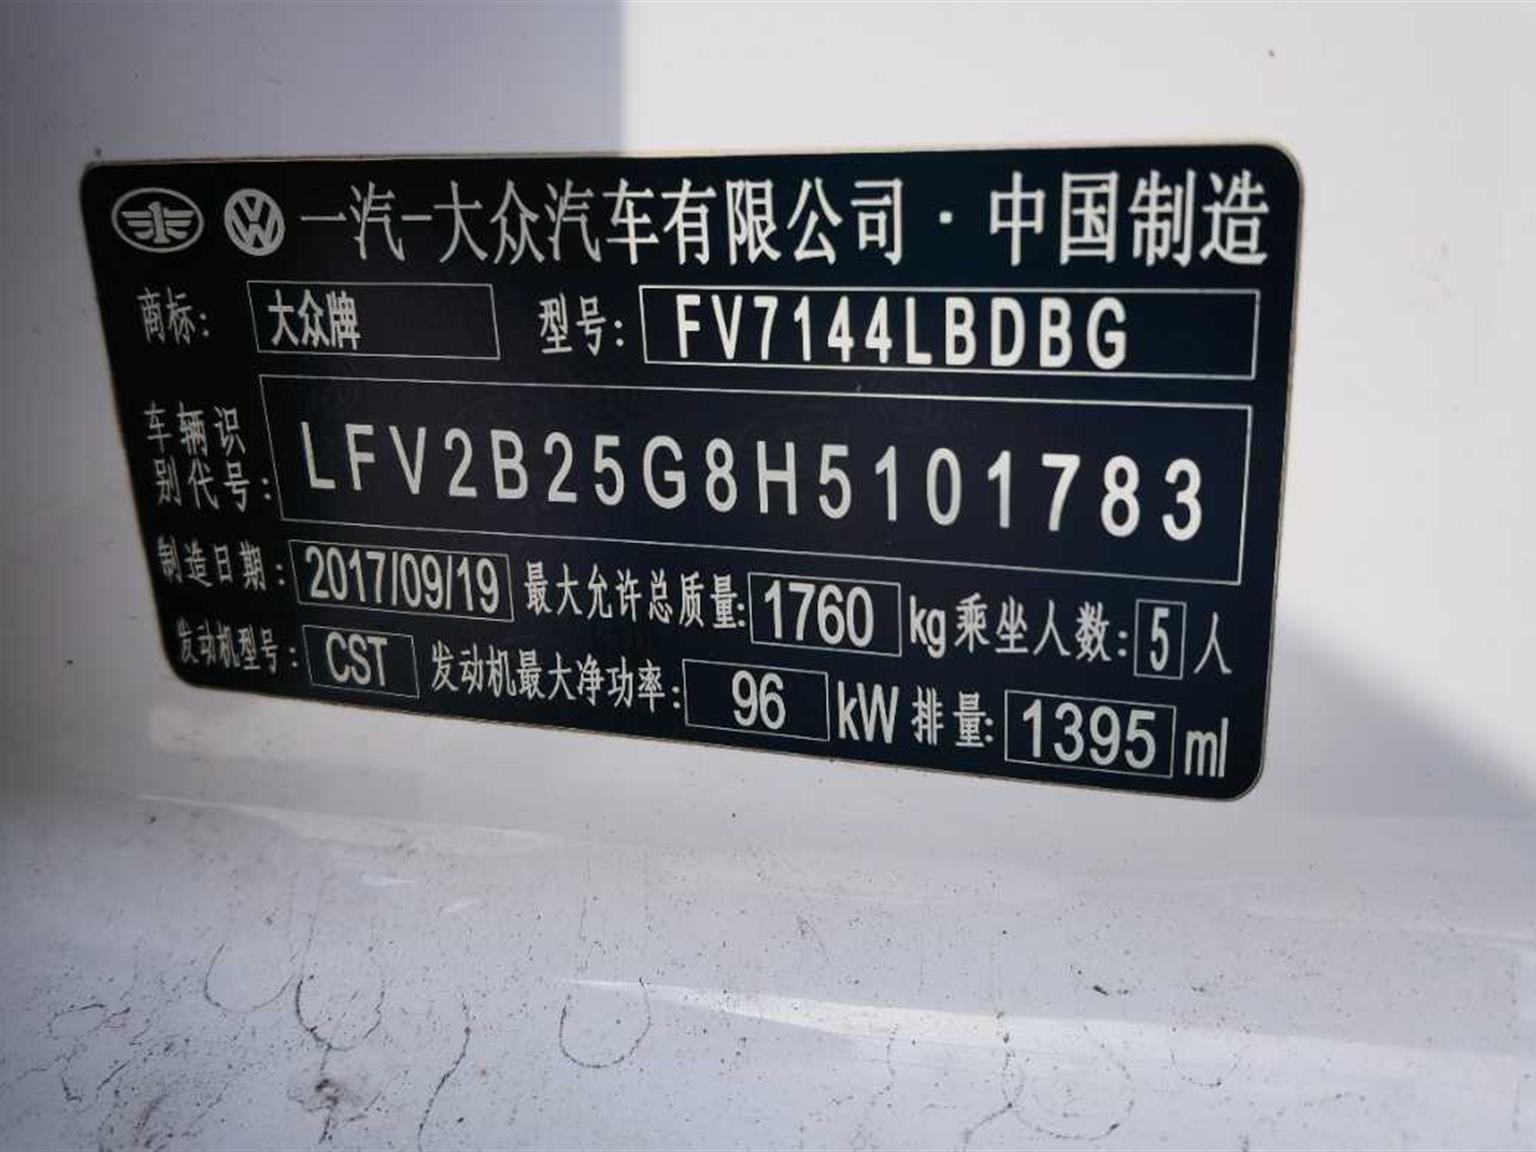 一汽-大众汽车有限公司·中国制造
商标: 大众牌 型号: FV7144LBDBG
车辆识别代号: LFV2B25G8H5101783
制造日期: 2017/09/19 最大允许总质量: 1760 kg 乘坐人数: 5 人
发动机型号: CST 发动机最大净功率: 96 kW 排量: 1395 ml